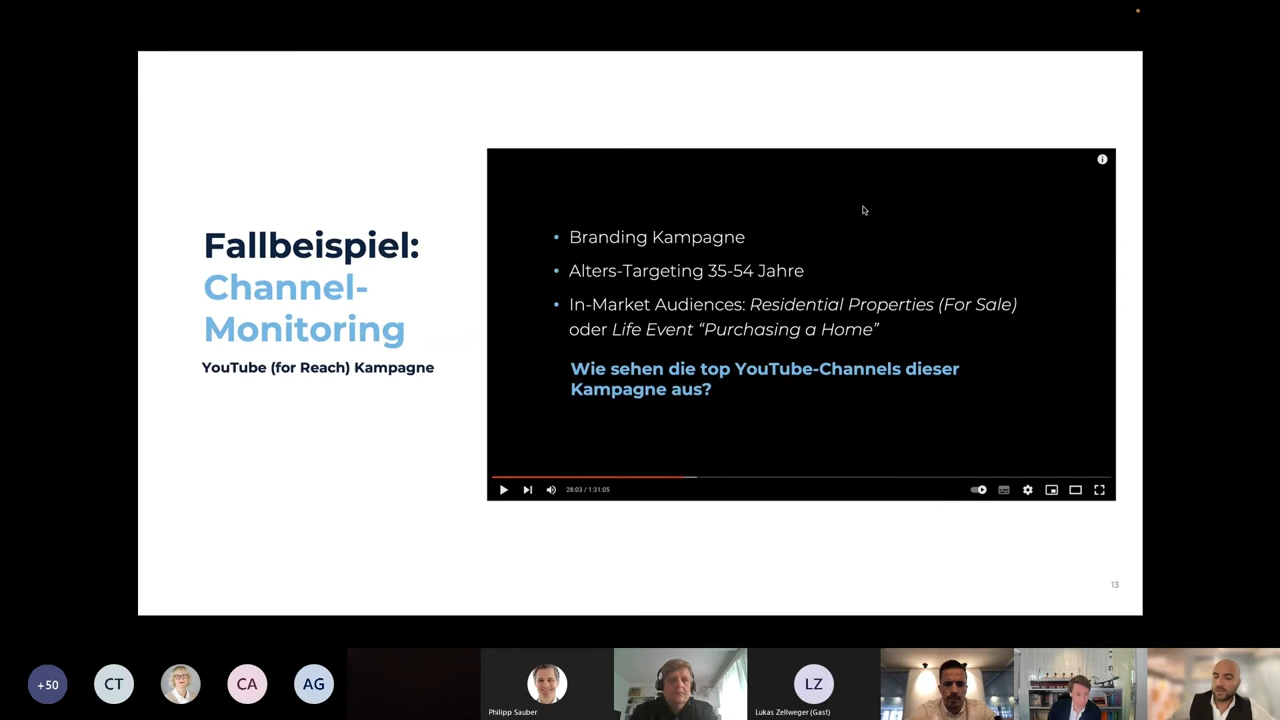 Fallbeispiel:
Channel-
Monitoring
YouTube (for Reach) Kampagne
• Branding Kampagne
• Alters-Targeting 35-54 Jahre
• In-Market Audiences: Residential Properties (For Sale)
oder Life Event “Purchasing a Home”
Wie sehen die top YouTube-Channels dieser
Kampagne aus?
28:03 / 1:31:05
13
+50
CT
CA
AG
Philipp Sauber
LZ
Lukas Zellweger (Gast)